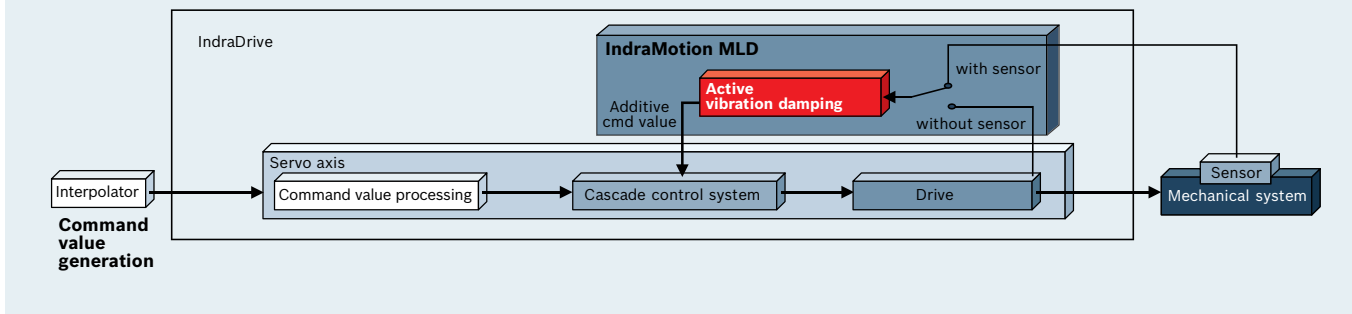 IndraDrive
IndraMotion MLD
with sensor
Active
vibration damping
Additive
cmd value
without sensor
Servo axis
Interpolator
Command value processing
Cascade control system
Drive
Sensor
Mechanical system
Command
value
generation